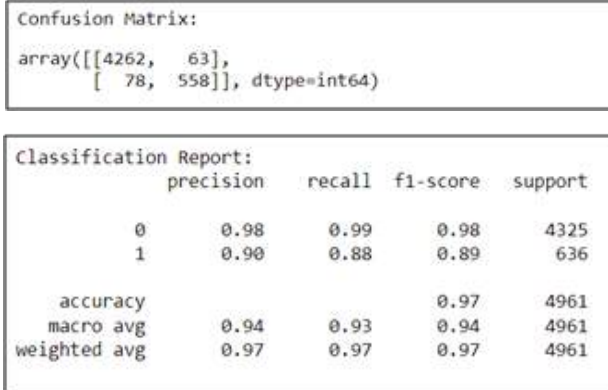 Confusion Matrix:
array([[4262, 63],
[ 78, 558]], dtype=int64)
Classification Report:
precision recall f1-score support
0 0.98 0.99 0.98 4325
1 0.90 0.88 0.89 636
accuracy 0.97 4961
macro avg 0.94 0.93 0.94 4961
weighted avg 0.97 0.97 0.97 4961